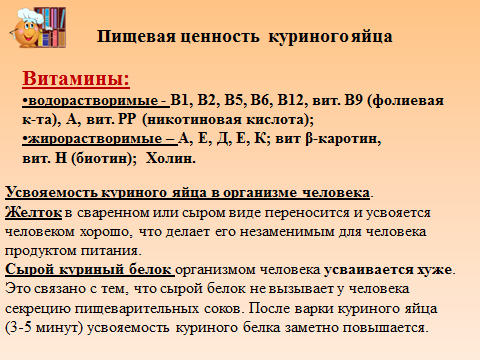 Пищевая ценность куриного яйца
Витамины:
•водорастворимые - В1, В2, В5, В6, В12, вит. В9 (фолиевая
к-та), А, вит. РР (никотиновая кислота);
•жирорастворимые – А, Е, Д, Е, К; вит β-каротин,
вит. Н (биотин); Холин.
Усвояемость куриного яйца в организме человека.
Желток в сваренном или сыром виде переносится и усвояется
человеком хорошо, что делает его незаменимым для человека
продуктом питания.
Сырой куриный белок организмом человека усваивается хуже.
Это связано с тем, что сырой белок не вызывает у человека
секрецию пищеварительных соков. После варки куриного яйца
(3-5 минут) усвояемость куриного белка заметно повышается.